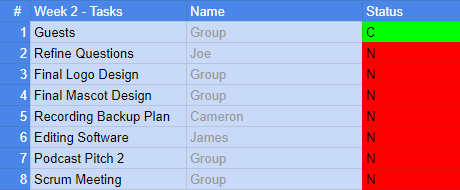 # Week 2 - Tasks Name Status
1 Guests Group C
2 Refine Questions Joe N
3 Final Logo Design Group N
4 Final Mascot Design Group N
5 Recording Backup Plan Cameron N
6 Editing Software James N
7 Podcast Pitch 2 Group N
8 Scrum Meeting Group N